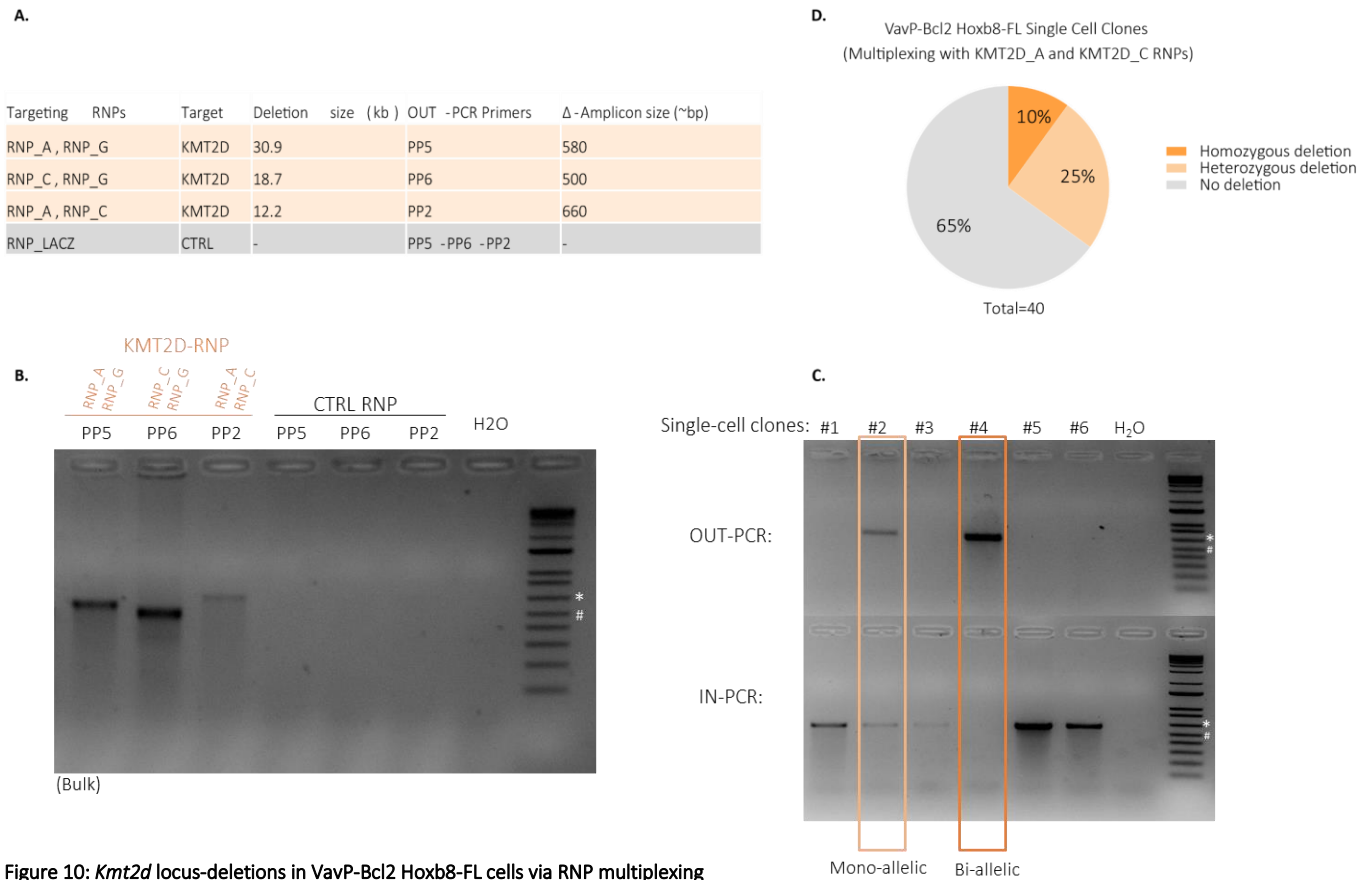 A.
Targeting RNPs Target Deletion size (kb) OUT -PCR Primers Δ-Amplicon size (~bp)
RNP_A , RNP_G KMT2D 30.9 PP5 580
RNP_C , RNP_G KMT2D 18.7 PP6 500
RNP_A , RNP_C KMT2D 12.2 PP2 660
RNP_LACZ CTRL - PP5 -PP6 -PP2 -
D.
VavP-Bcl2 Hoxb8-FL Single Cell Clones
(Multiplexing with KMT2D_A and KMT2D_C RNPs)
10%
25%
65%
Homozygous deletion
Heterozygous deletion
No deletion
Total=40
B.
KMT2D-RNP
RNP_A
RNP_G
RNP_C
RNP_G
RNP_A
RNP_C
CTRL RNP
PP5 PP6 PP2 PP5 PP6 PP2 H2O
*
#
(Bulk)
C.
Single-cell clones: #1 #2 #3 #4 #5 #6 H₂O
OUT-PCR:
*
#
IN-PCR:
*
#
Mono-allelic Bi-allelic
Figure 10: Kmt2d locus-deletions in VavP-Bcl2 Hoxb8-FL cells via RNP multiplexing